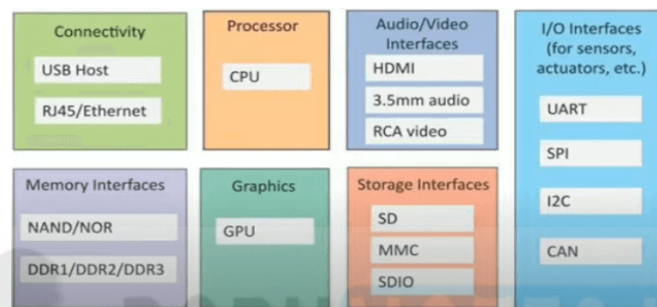 Connectivity
USB Host
RJ45/Ethernet
Processor
CPU
Audio/Video
Interfaces
HDMI
3.5mm audio
RCA video
I/O Interfaces
(for sensors,
actuators, etc.)
UART
SPI
I2C
CAN
Memory Interfaces
NAND/NOR
DDR1/DDR2/DDR3
Graphics
GPU
Storage Interfaces
SD
MMC
SDIO